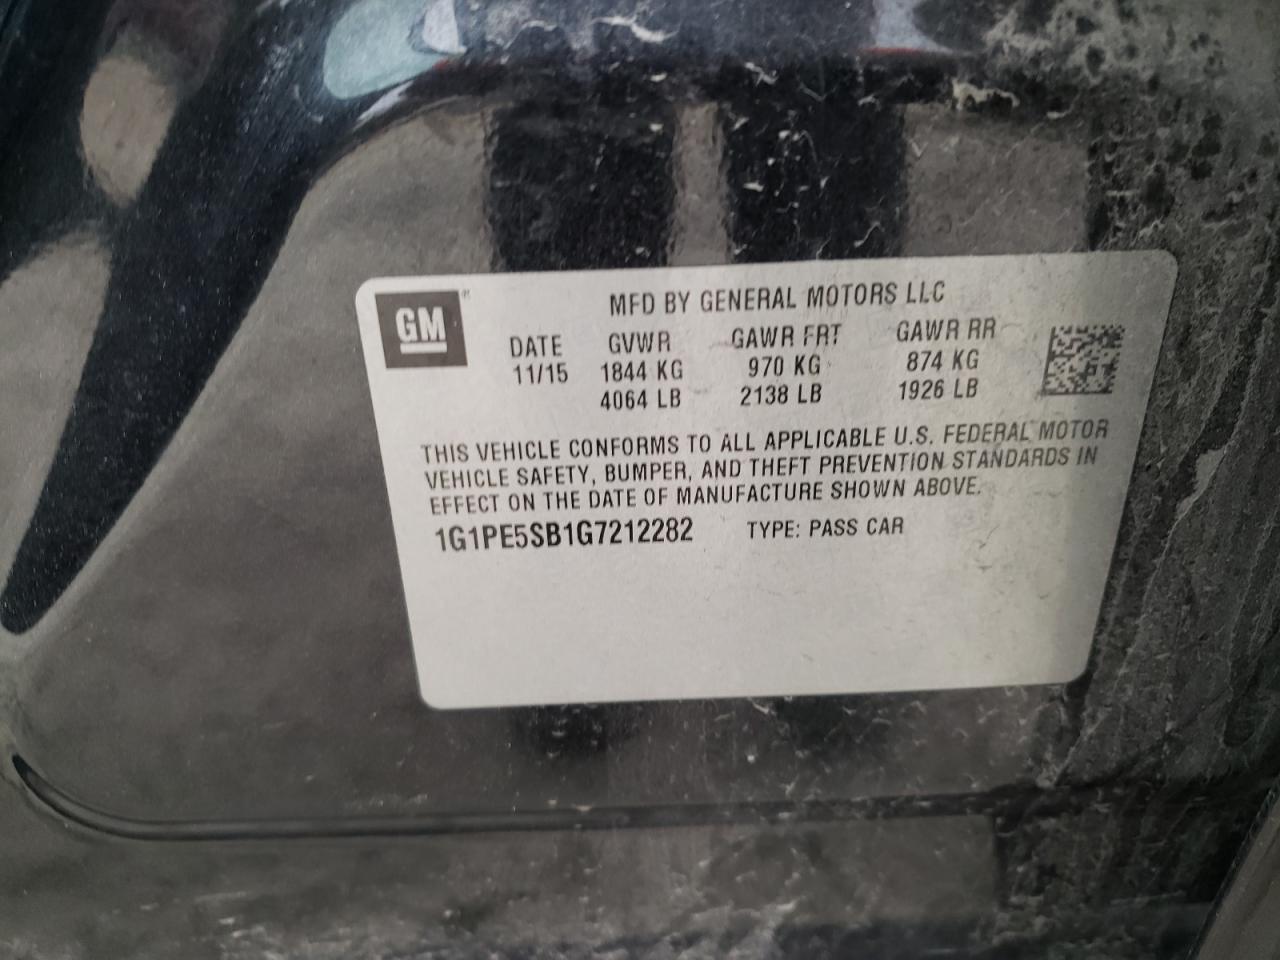 GM
MFD BY GENERAL MOTORS LLC
DATE GVWR GAWR FRT GAWR RR
11/15 1844 KG 970 KG 874 KG
4064 LB 2138 LB 1926 LB
THIS VEHICLE CONFORMS TO ALL APPLICABLE U.S. FEDERAL MOTOR
VEHICLE SAFETY, BUMPER, AND THEFT PREVENTION STANDARDS IN
EFFECT ON THE DATE OF MANUFACTURE SHOWN ABOVE.
1G1PE5SB1G7212282 TYPE: PASS CAR